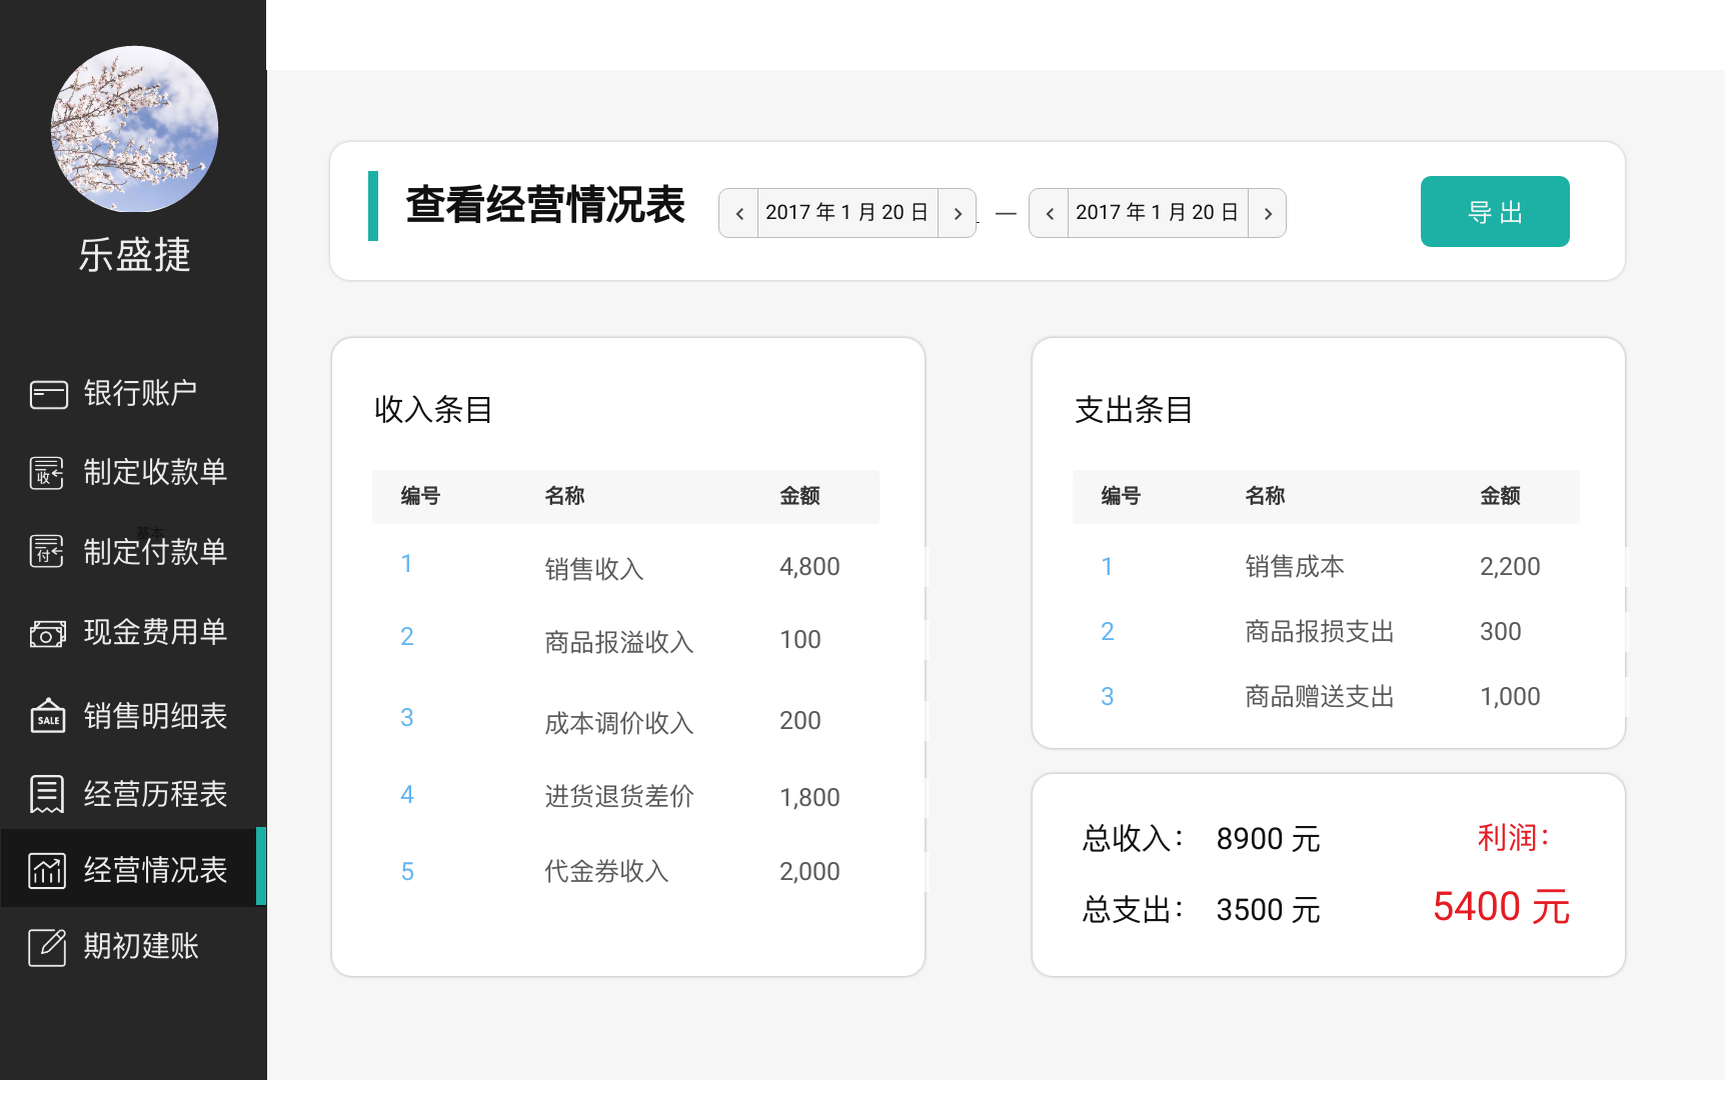 乐盛捷
银行账户
收
制定收款单
基本
付
制定付款单
现金费用单
SALE
销售明细表
经营历程表
经营情况表
期初建账
查看经营情况表
‹ 2017 年 1 月 20 日 › — ‹ 2017 年 1 月 20 日 ›
导 出
收入条目
编号 名称 金额
1 销售收入 4,800
2 商品报溢收入 100
3 成本调价收入 200
4 进货退货差价 1,800
5 代金券收入 2,000
支出条目
编号 名称 金额
1 销售成本 2,200
2 商品报损支出 300
3 商品赠送支出 1,000
总收入： 8900 元
利润：
总支出： 3500 元
5400 元